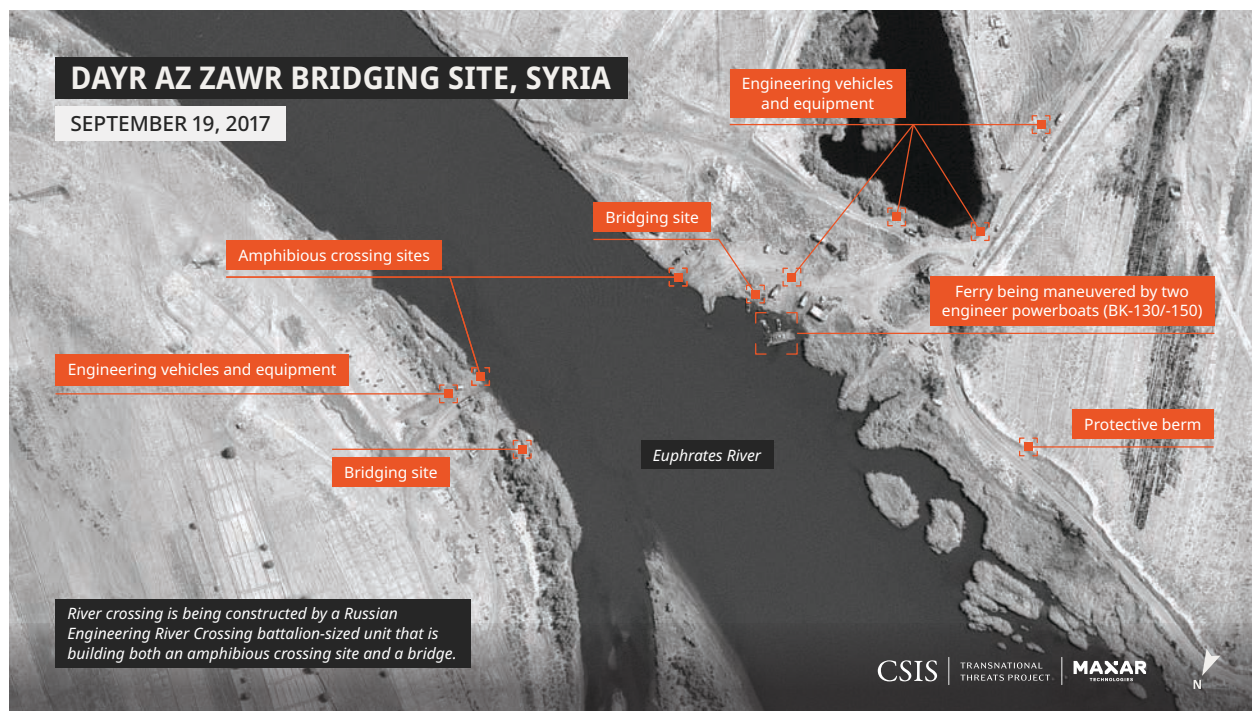 DAYR AZ ZAWR BRIDGING SITE, SYRIA
SEPTEMBER 19, 2017
Engineering vehicles
and equipment
Bridging site
Amphibious crossing sites
Ferry being maneuvered by two
engineer powerboats (BK-130/-150)
Engineering vehicles and equipment
Protective berm
Euphrates River
Bridging site
River crossing is being constructed by a Russian
Engineering River Crossing battalion-sized unit that is
building both an amphibious crossing site and a bridge.
CSIS
TRANSNATIONAL
THREATS PROJECT
MAXAR
TECHNOLOGIES
N